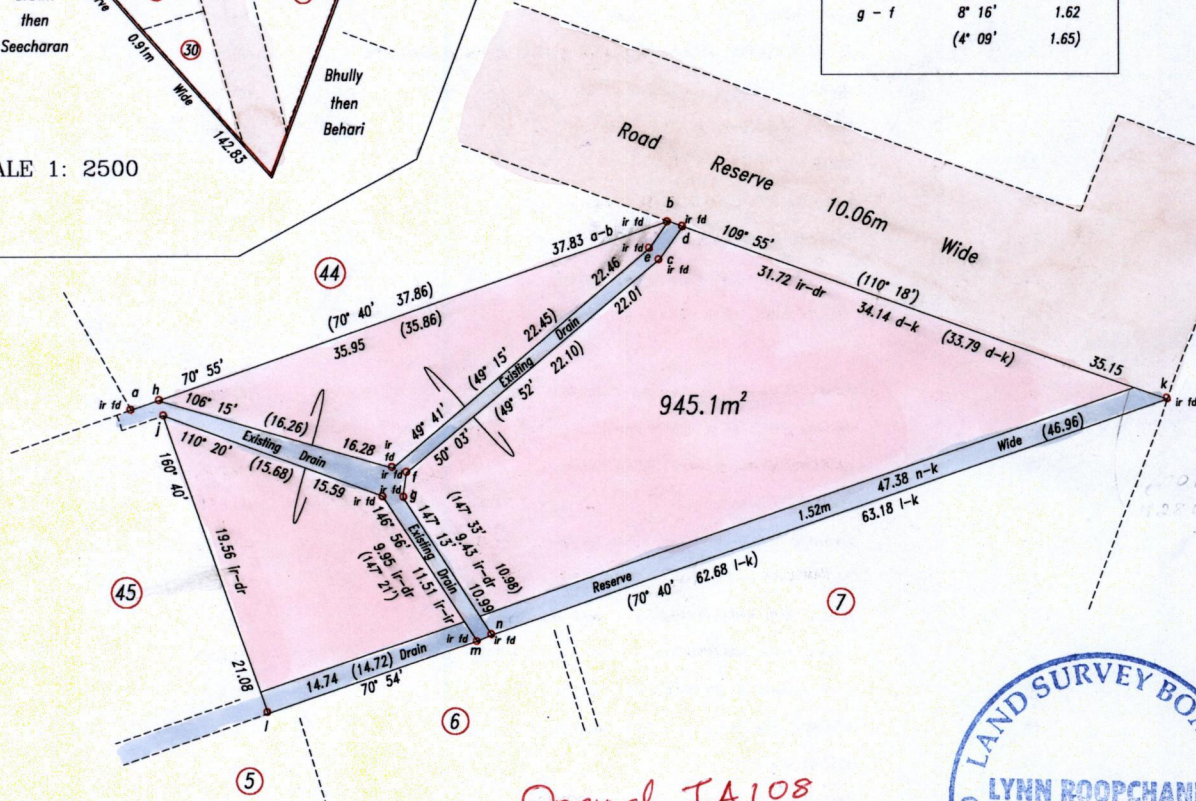 then
Seecharan
30
0.91m
Wide
142.83
Bhully
then
Behari
g - f 8° 16' 1.62
(4° 09' 1.65)
1: 2500
Road Reserve 10.06m Wide
44
37.83 a-b
b
ir fd
ir fd
d
ir fd
e
c
ir fd
109° 55'
31.72 ir-dr
(110° 18')
34.14 d-k
(33.79 d-k)
35.15
k
ir fd
(70° 40' 37.86)
(35.86)
35.95
70° 55'
22.46
22.01
(49° 15' 22.45)
Existing Drain
(49° 52' 22.10)
49° 41'
50° 03'
945.1m²
a
h
ir fd
j
106° 15'
(16.26)
16.28
Existing Drain
110° 20'
(15.68)
15.59
ir
fd
ir fd
f
ir fd
g
ir fd
160° 40'
19.56 ir-dr
21.08
146° 56'
9.95 ir-dr
(147° 21')
11.51 ir-ir
Existing Drain
147° 13'
(147° 33'
9.43 ir-dr
10.98)
10.99
1.52m
Wide
(46.96)
47.38 n-k
63.18 l-k
Reserve
(70° 40' 62.68 l-k)
n
ir fd
ir fd
m
14.74 (14.72) Drain
70° 54'
l
45
7
6
5
LAND SURVEY BO
LYNN ROOPCHAN